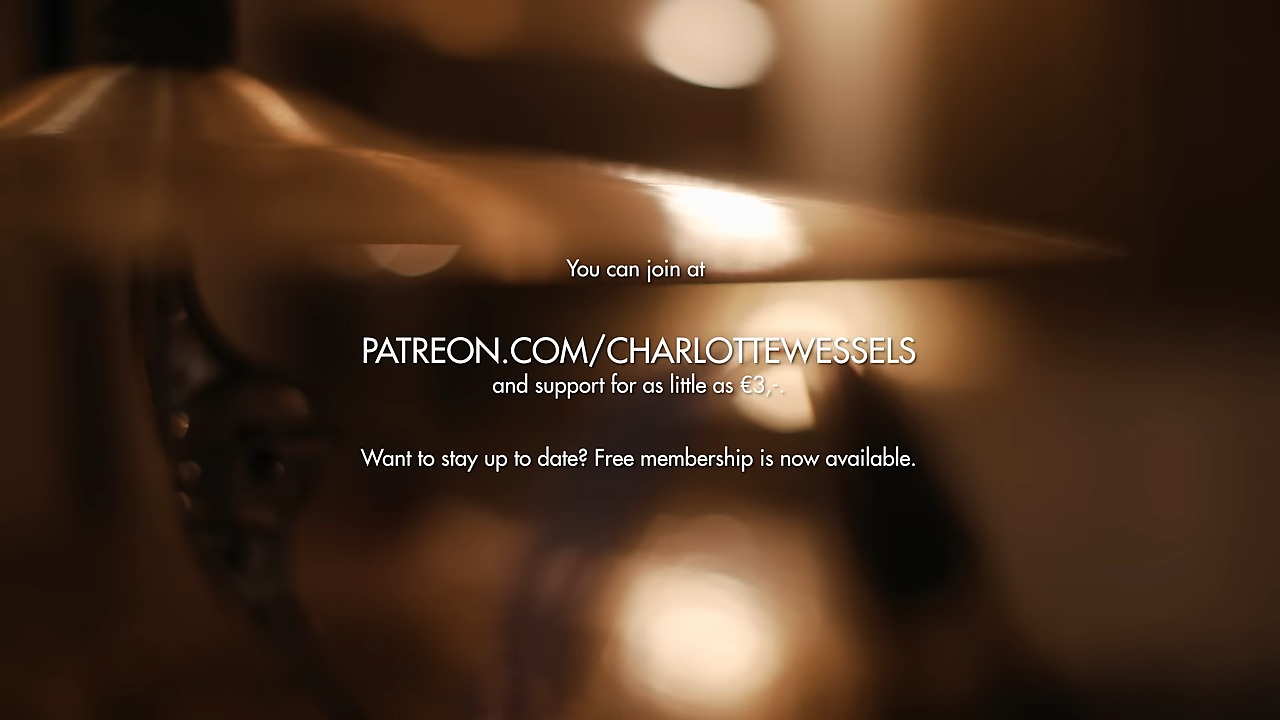 You can join at
PATREON.COM/CHARLOTTEWESSELS
and support for as little as €3,-.
Want to stay up to date? Free membership is now available.